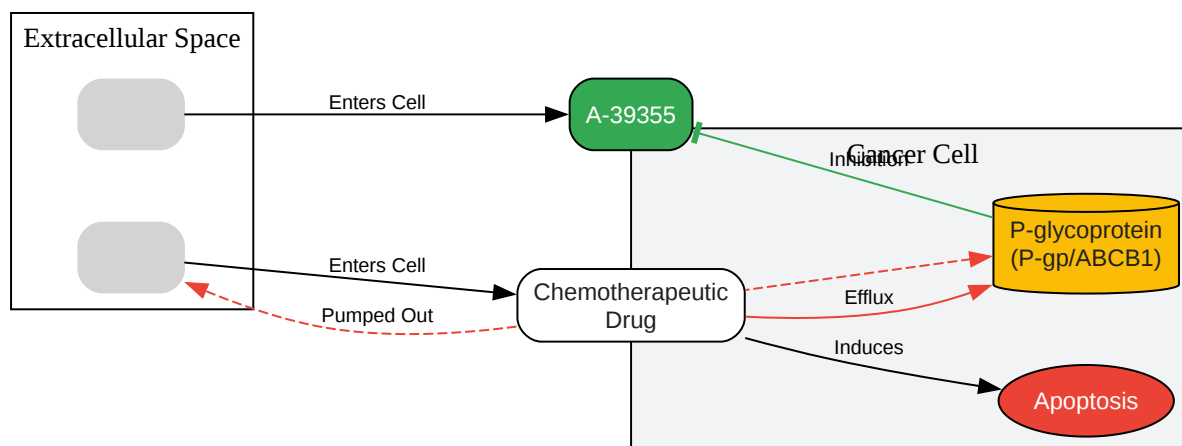 Extracellular Space
Enters Cell
A-39355
Cancer Cell
Inhibition
P-glycoprotein
(P-gp/ABCB1)
Enters Cell
Chemotherapeutic
Drug
Efflux
Pumped Out
Induces
Apoptosis